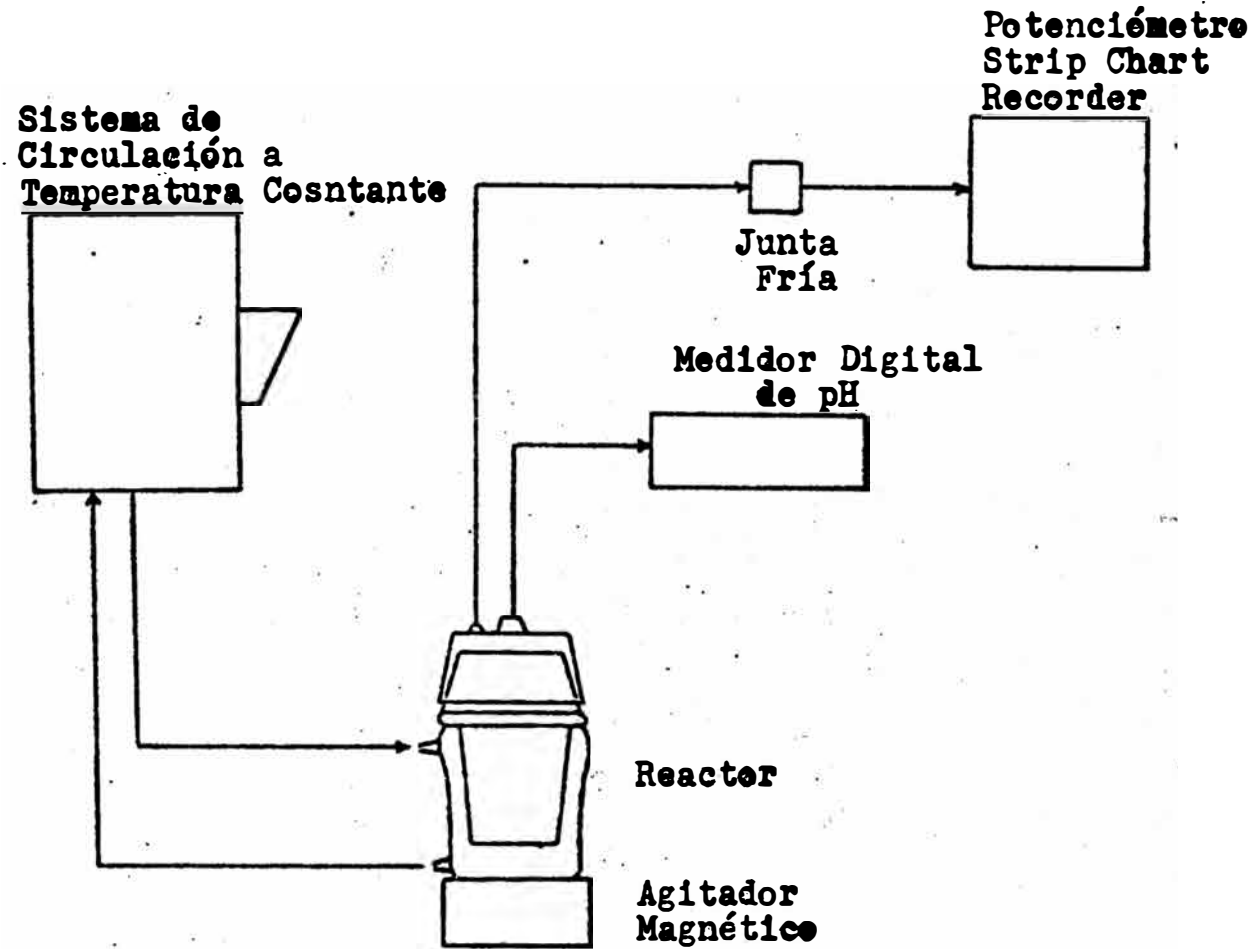 Potenciómetro
Strip Chart
Recorder
Sistema de
Circulación a
Temperatura Cosntante
Junta
Fría
Medidor Digital
de pH
Reactor
Agitador
Magnético